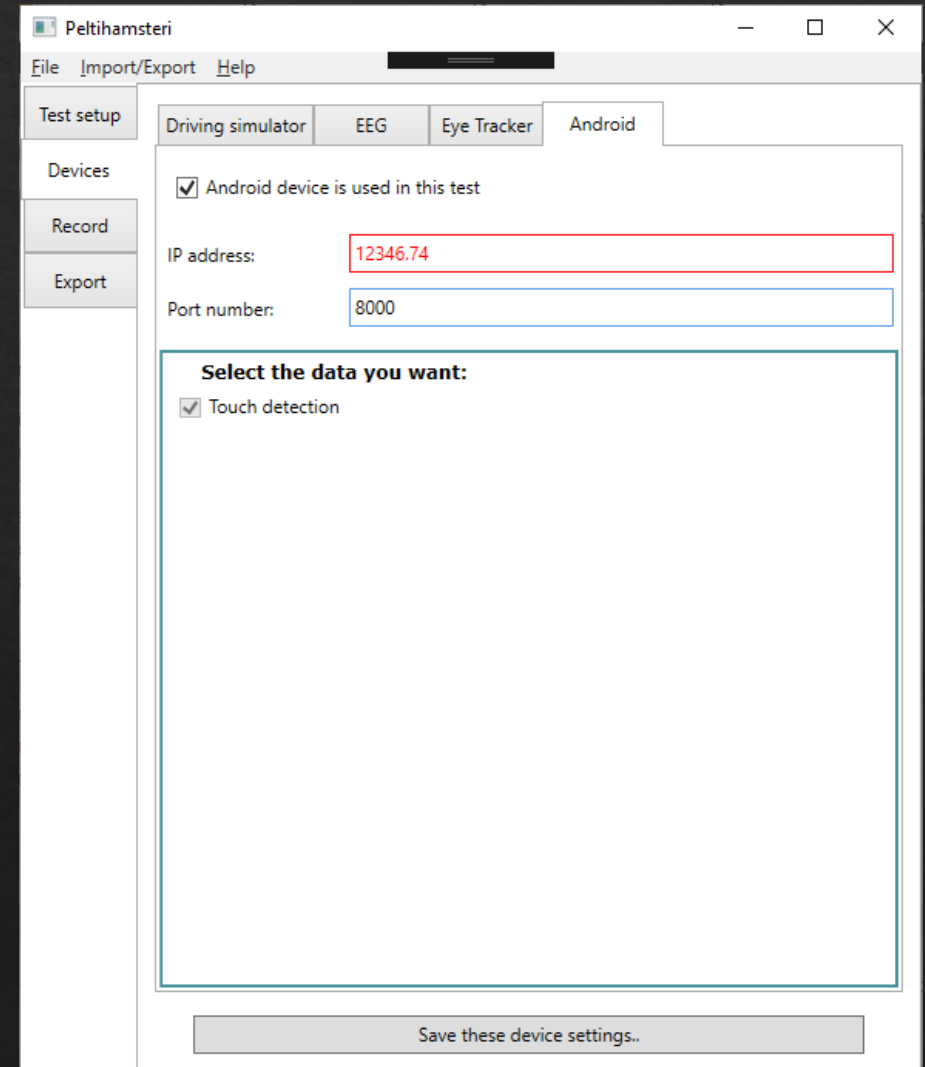 Peltihamsteri
File Import/Export Help
Test setup
Devices
Record
Export
Driving simulator EEG Eye Tracker Android
Android device is used in this test
IP address: 12346.74
Port number: 8000
Select the data you want:
Touch detection
Save these device settings..